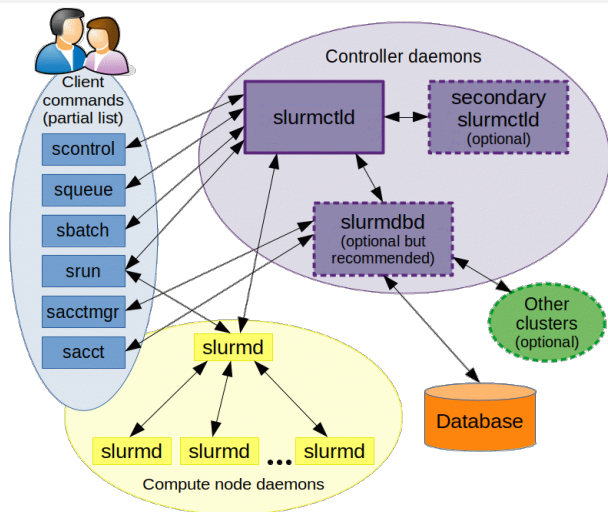 Client
commands
(partial list)
scontrol
squeue
sbatch
srun
sacctmgr
sacct
Controller daemons
slurmctld
secondary
slurmctld
(optional)
slurmdbd
(optional but
recommended)
Other
clusters
(optional)
Database
slurmd
slurmd
slurmd
...
slurmd
Compute node daemons